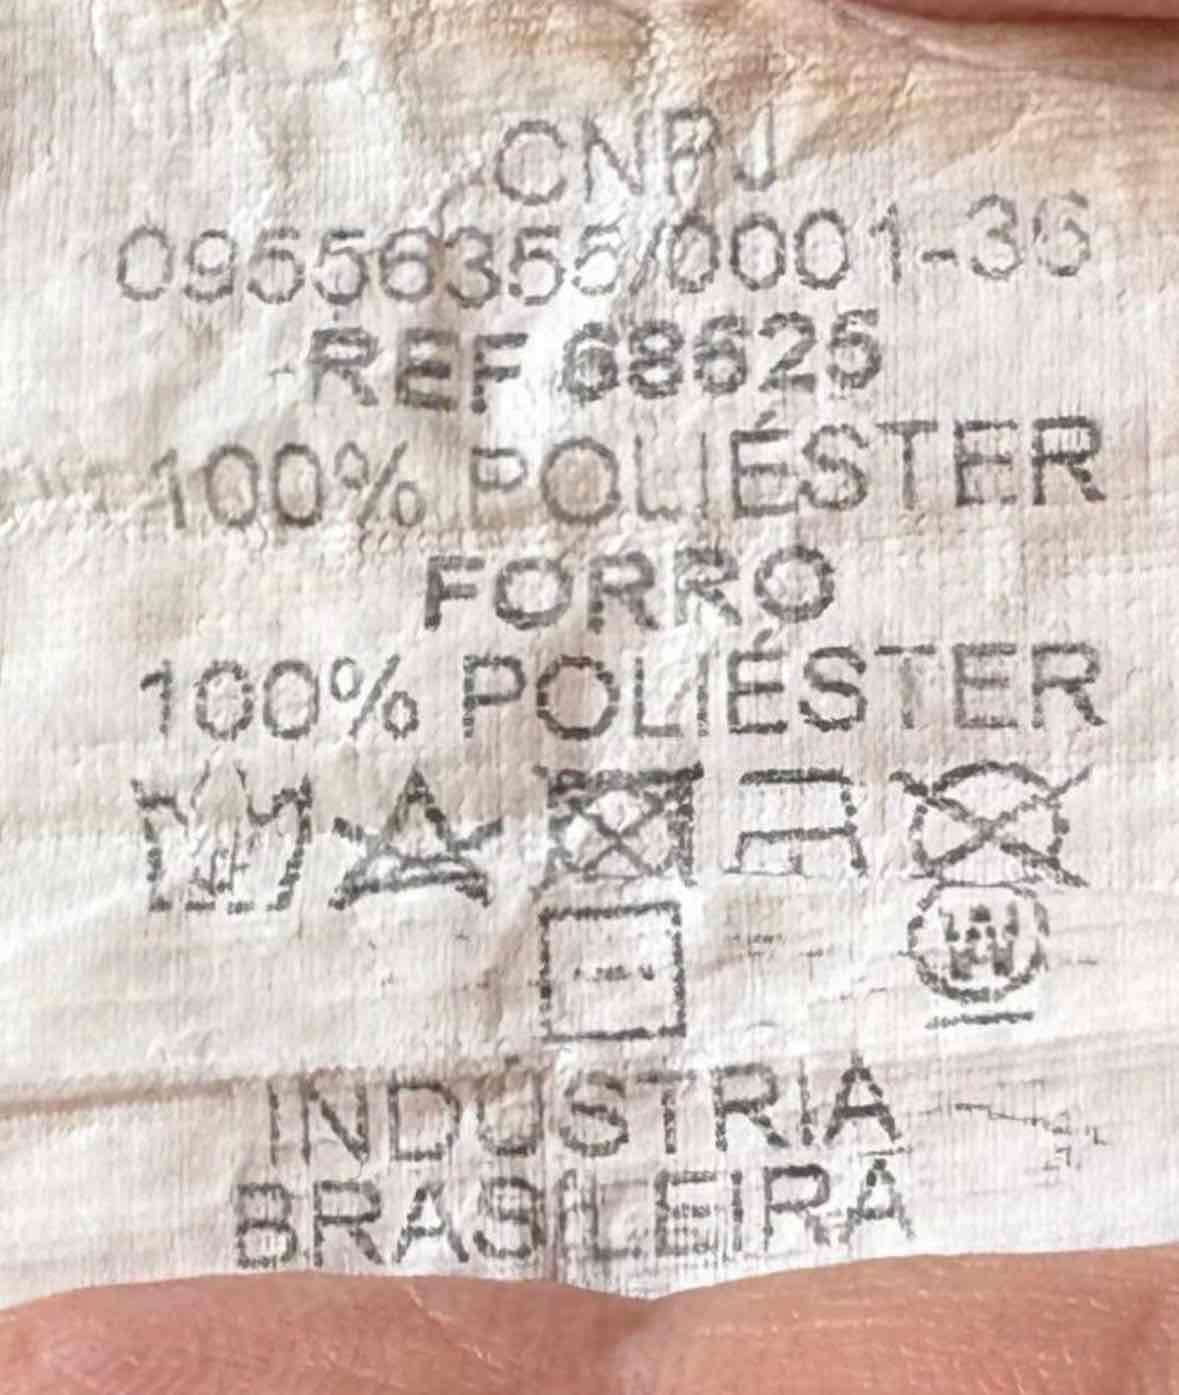 CNPJ
09556355/0001-36
REF 68625
100% POLIÉSTER
FORRO
100% POLIÉSTER
W
INDÚSTRIA
BRASILEIRA